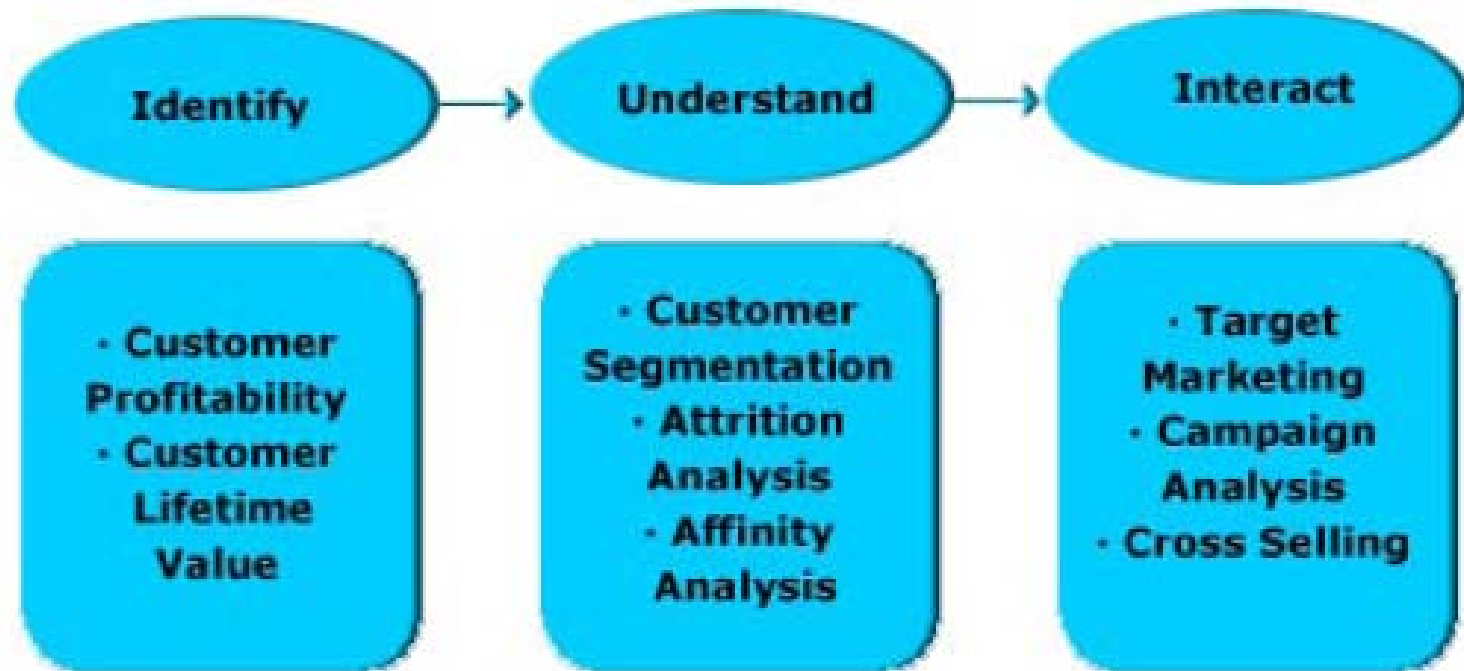 Identify
Understand
Interact
· Customer
Profitability
· Customer
Lifetime
Value
· Customer
Segmentation
· Attrition
Analysis
· Affinity
Analysis
· Target
Marketing
· Campaign
Analysis
· Cross Selling